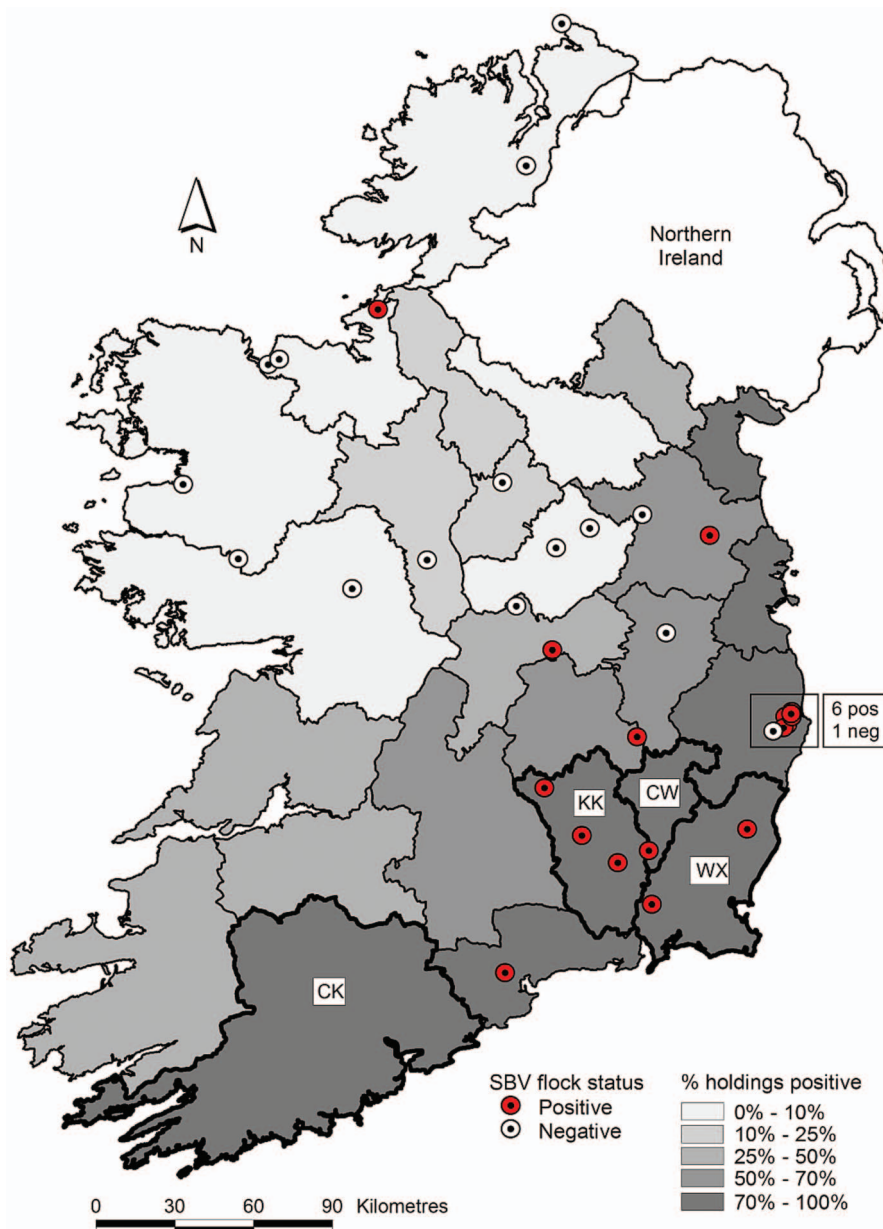 Northern
Ireland
N
6 pos
1 neg
KK
CW
WX
CK
SBV flock status
Positive
Negative
% holdings positive
0% - 10%
10% - 25%
25% - 50%
50% - 70%
70% - 100%
0 30 60 90 Kilometres